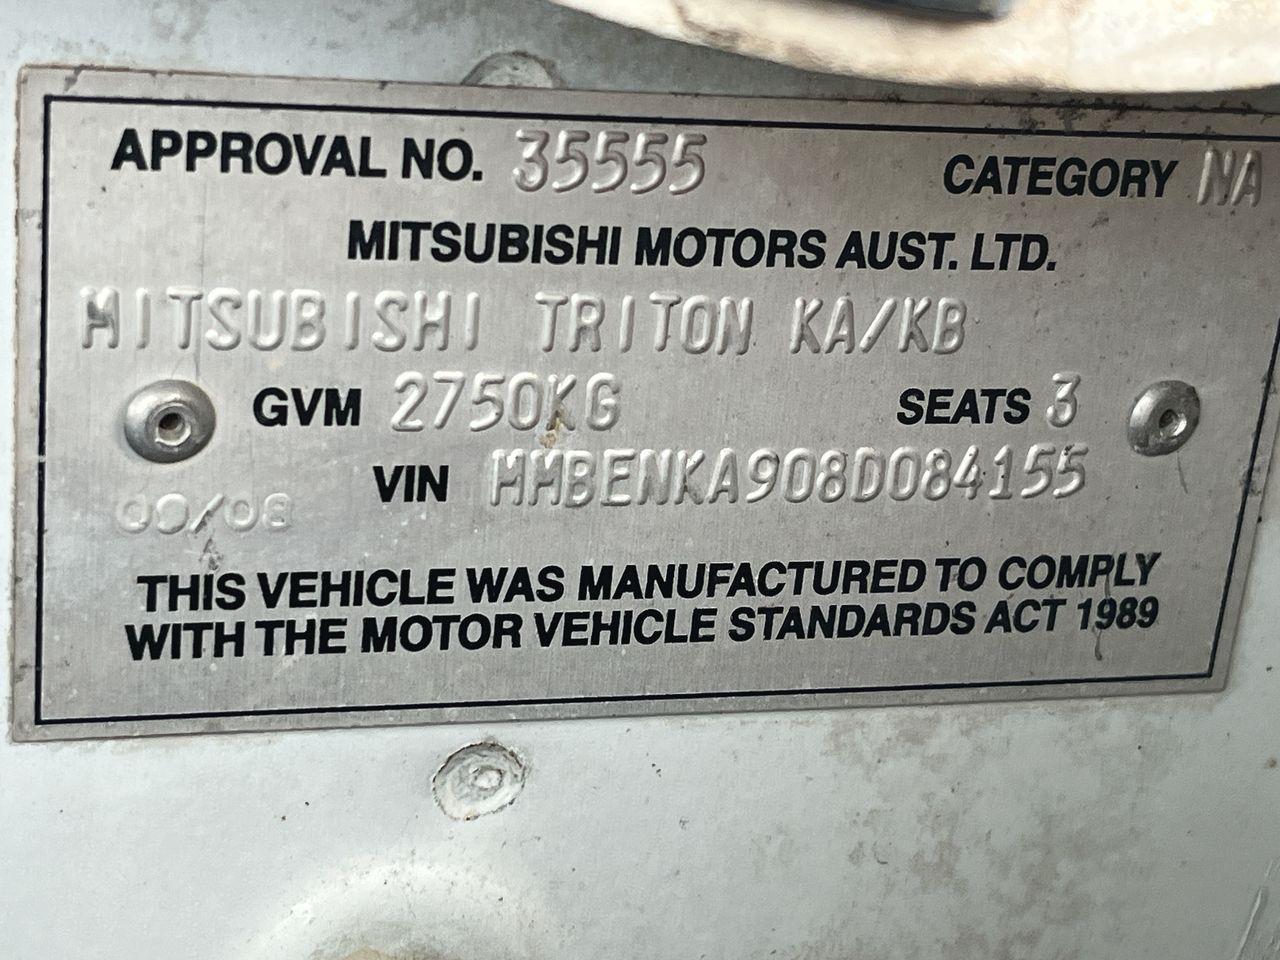 APPROVAL NO. 35555 CATEGORY NA
MITSUBISHI MOTORS AUST. LTD.
MITSUBISHI TRITON KA/KB
GVM 2750KG SEATS 3
VIN MMBENKA908D084155
THIS VEHICLE WAS MANUFACTURED TO COMPLY
WITH THE MOTOR VEHICLE STANDARDS ACT 1989